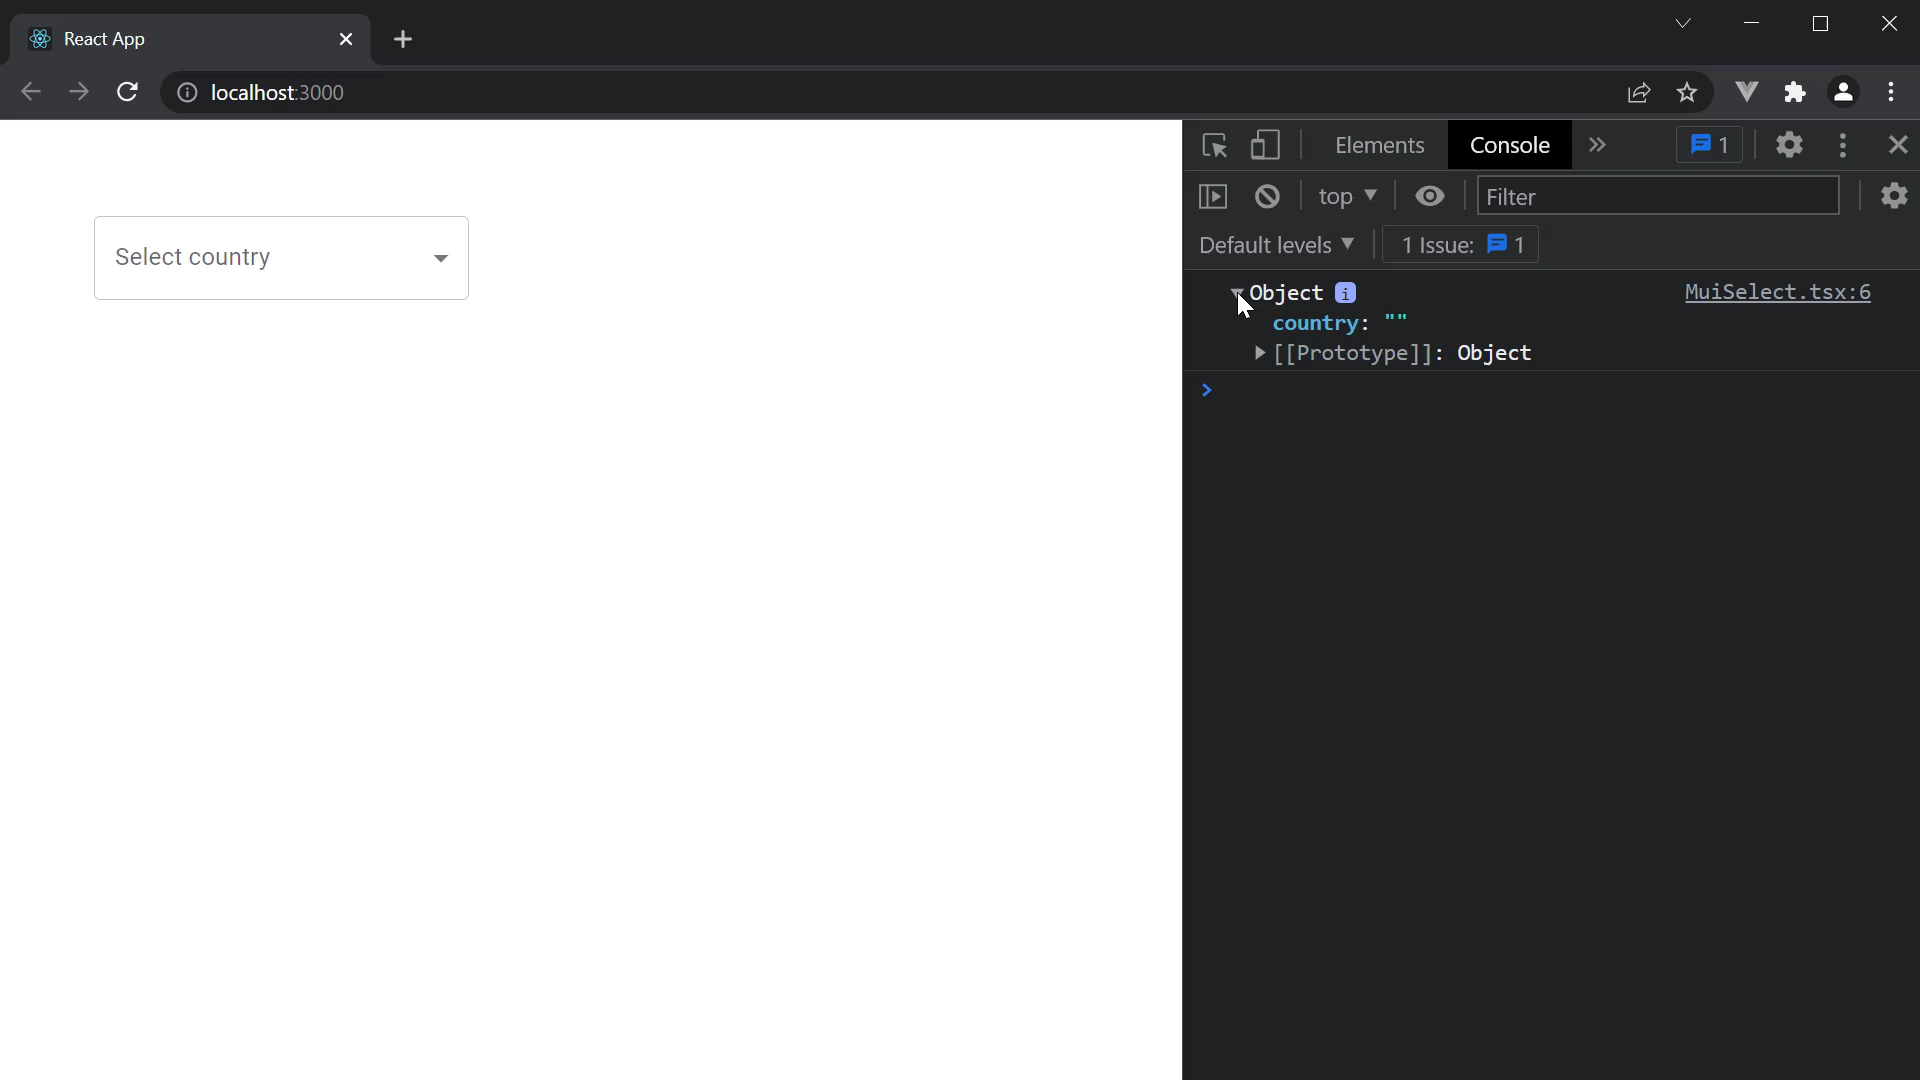 React App
localhost:3000
Elements
Console
1
top
Filter
Default levels
1 Issue: 1
Select country
Object i
MuiSelect.tsx:6
country: ""
[[Prototype]]: Object